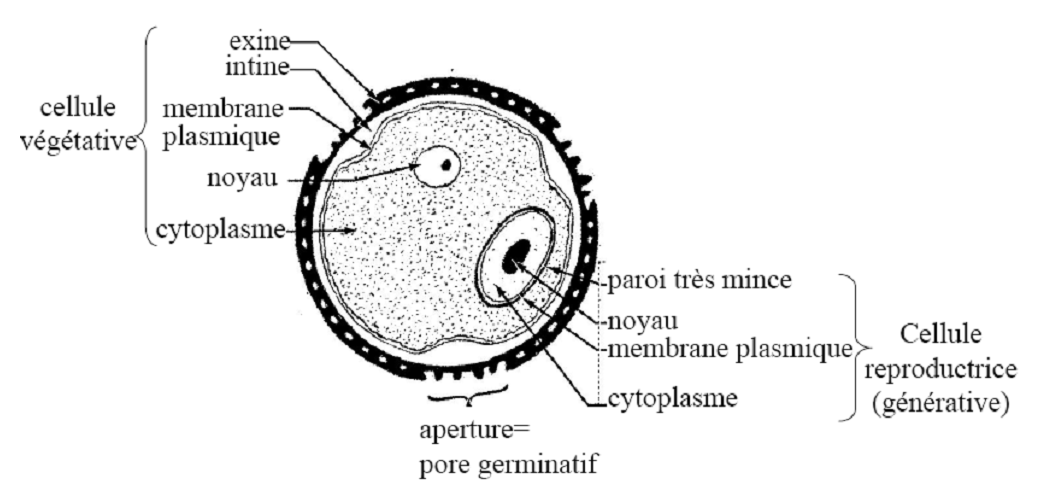 exine
intine
cellule
végétative
membrane
plasmique
noyau
cytoplasme
paroi très mince
noyau
membrane plasmique
cytoplasme
Cellule
reproductrice
(générative)
aperture=
pore germinatif